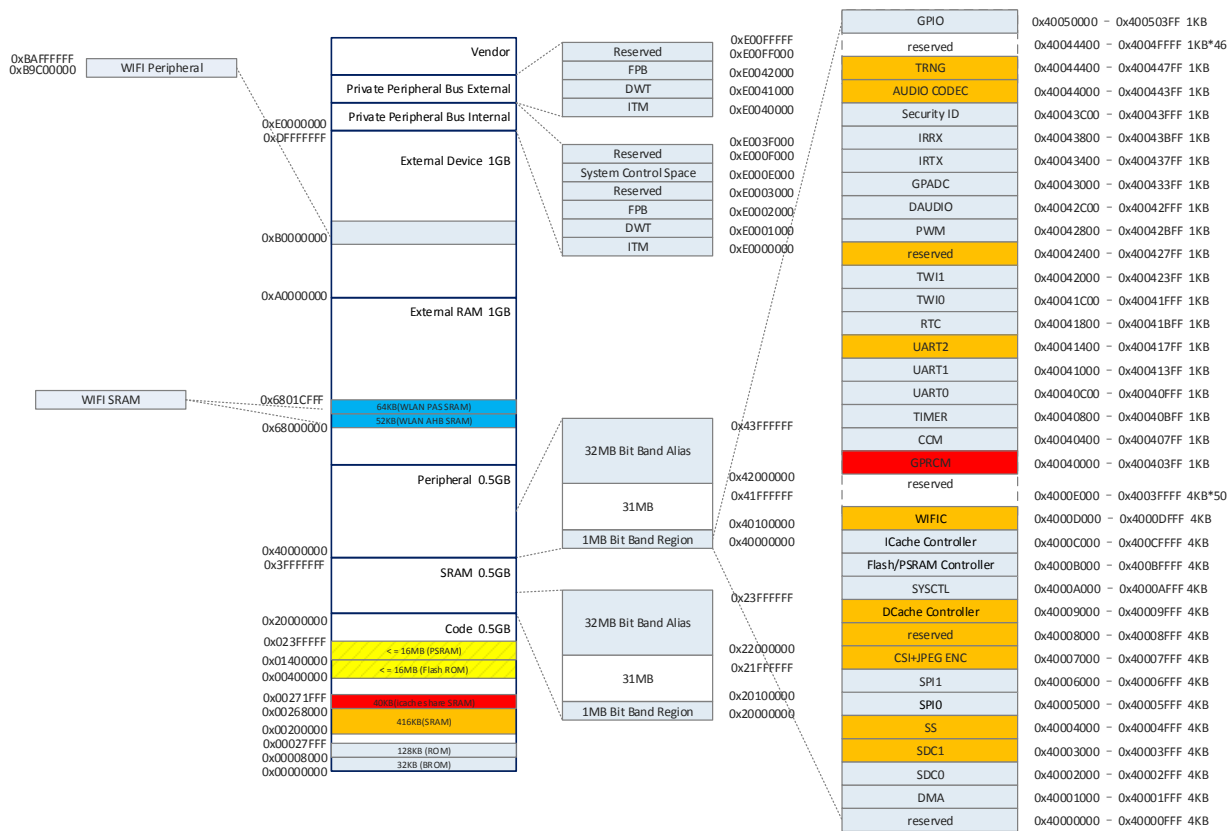 0xBAFFFFFF
0xB9C00000
WIFI Peripheral
WIFI SRAM
Vendor
Private Peripheral Bus External
Private Peripheral Bus Internal
0xE0000000
0xDFFFFFFF
External Device 1GB
0xB0000000
0xA0000000
External RAM 1GB
0x6801CFFF
64KB(WLAN PAS SRAM)
52KB(WLAN AHB SRAM)
0x68000000
Peripheral 0.5GB
0x40000000
0x3FFFFFFF
SRAM 0.5GB
0x20000000
Code 0.5GB
0x023FFFFF
<= 16MB (PSRAM)
0x01400000
<= 16MB (Flash ROM)
0x00400000
0x00271FFF
40KB(Icache share SRAM)
0x00268000
416KB(SRAM)
0x00200000
0x00027FFF
128KB (ROM)
0x00008000
32KB (BROM)
0x00000000
0xE00FFFFF
Reserved
0xE00FF000
FPB
0xE0042000
DWT
0xE0041000
ITM
0xE0040000
0xE003F000
Reserved
0xE000F000
System Control Space
0xE000E000
Reserved
0xE0003000
FPB
0xE0002000
DWT
0xE0001000
ITM
0xE0000000
0x43FFFFFF
32MB Bit Band Alias
0x42000000
0x41FFFFFF
31MB
0x40100000
1MB Bit Band Region
0x40000000
0x23FFFFFF
32MB Bit Band Alias
0x22000000
0x21FFFFFF
31MB
0x20100000
1MB Bit Band Region
0x20000000
GPIO 0x40050000 – 0x400503FF 1KB
reserved 0x40044400 – 0x4004FFFF 1KB*46
TRNG 0x40044400 – 0x400447FF 1KB
AUDIO CODEC 0x40044000 – 0x400443FF 1KB
Security ID 0x40043C00 – 0x40043FFF 1KB
IRRX 0x40043800 – 0x40043BFF 1KB
IRTX 0x40043400 – 0x400437FF 1KB
GPADC 0x40043000 – 0x400433FF 1KB
DAUDIO 0x40042C00 – 0x40042FFF 1KB
PWM 0x40042800 – 0x40042BFF 1KB
reserved 0x40042400 – 0x400427FF 1KB
TWI1 0x40042000 – 0x400423FF 1KB
TWI0 0x40041C00 – 0x40041FFF 1KB
RTC 0x40041800 – 0x40041BFF 1KB
UART2 0x40041400 – 0x400417FF 1KB
UART1 0x40041000 – 0x400413FF 1KB
UART0 0x40040C00 – 0x40040FFF 1KB
TIMER 0x40040800 – 0x40040BFF 1KB
CCM 0x40040400 – 0x400407FF 1KB
GPRCM 0x40040000 – 0x400403FF 1KB
reserved 0x4000E000 – 0x4003FFFF 4KB*50
WIFIC 0x4000D000 – 0x4000DFFF 4KB
ICache Controller 0x4000C000 – 0x400CFFFF 4KB
Flash/PSRAM Controller 0x4000B000 – 0x400BFFFF 4KB
SYSCTL 0x4000A000 – 0x4000AFFF 4KB
DCache Controller 0x40009000 – 0x40009FFF 4KB
reserved 0x40008000 – 0x40008FFF 4KB
CSI+JPEG ENC 0x40007000 – 0x40007FFF 4KB
SPI1 0x40006000 – 0x40006FFF 4KB
SPI0 0x40005000 – 0x40005FFF 4KB
SS 0x40004000 – 0x40004FFF 4KB
SDC1 0x40003000 – 0x40003FFF 4KB
SDC0 0x40002000 – 0x40002FFF 4KB
DMA 0x40001000 – 0x40001FFF 4KB
reserved 0x40000000 – 0x40000FFF 4KB